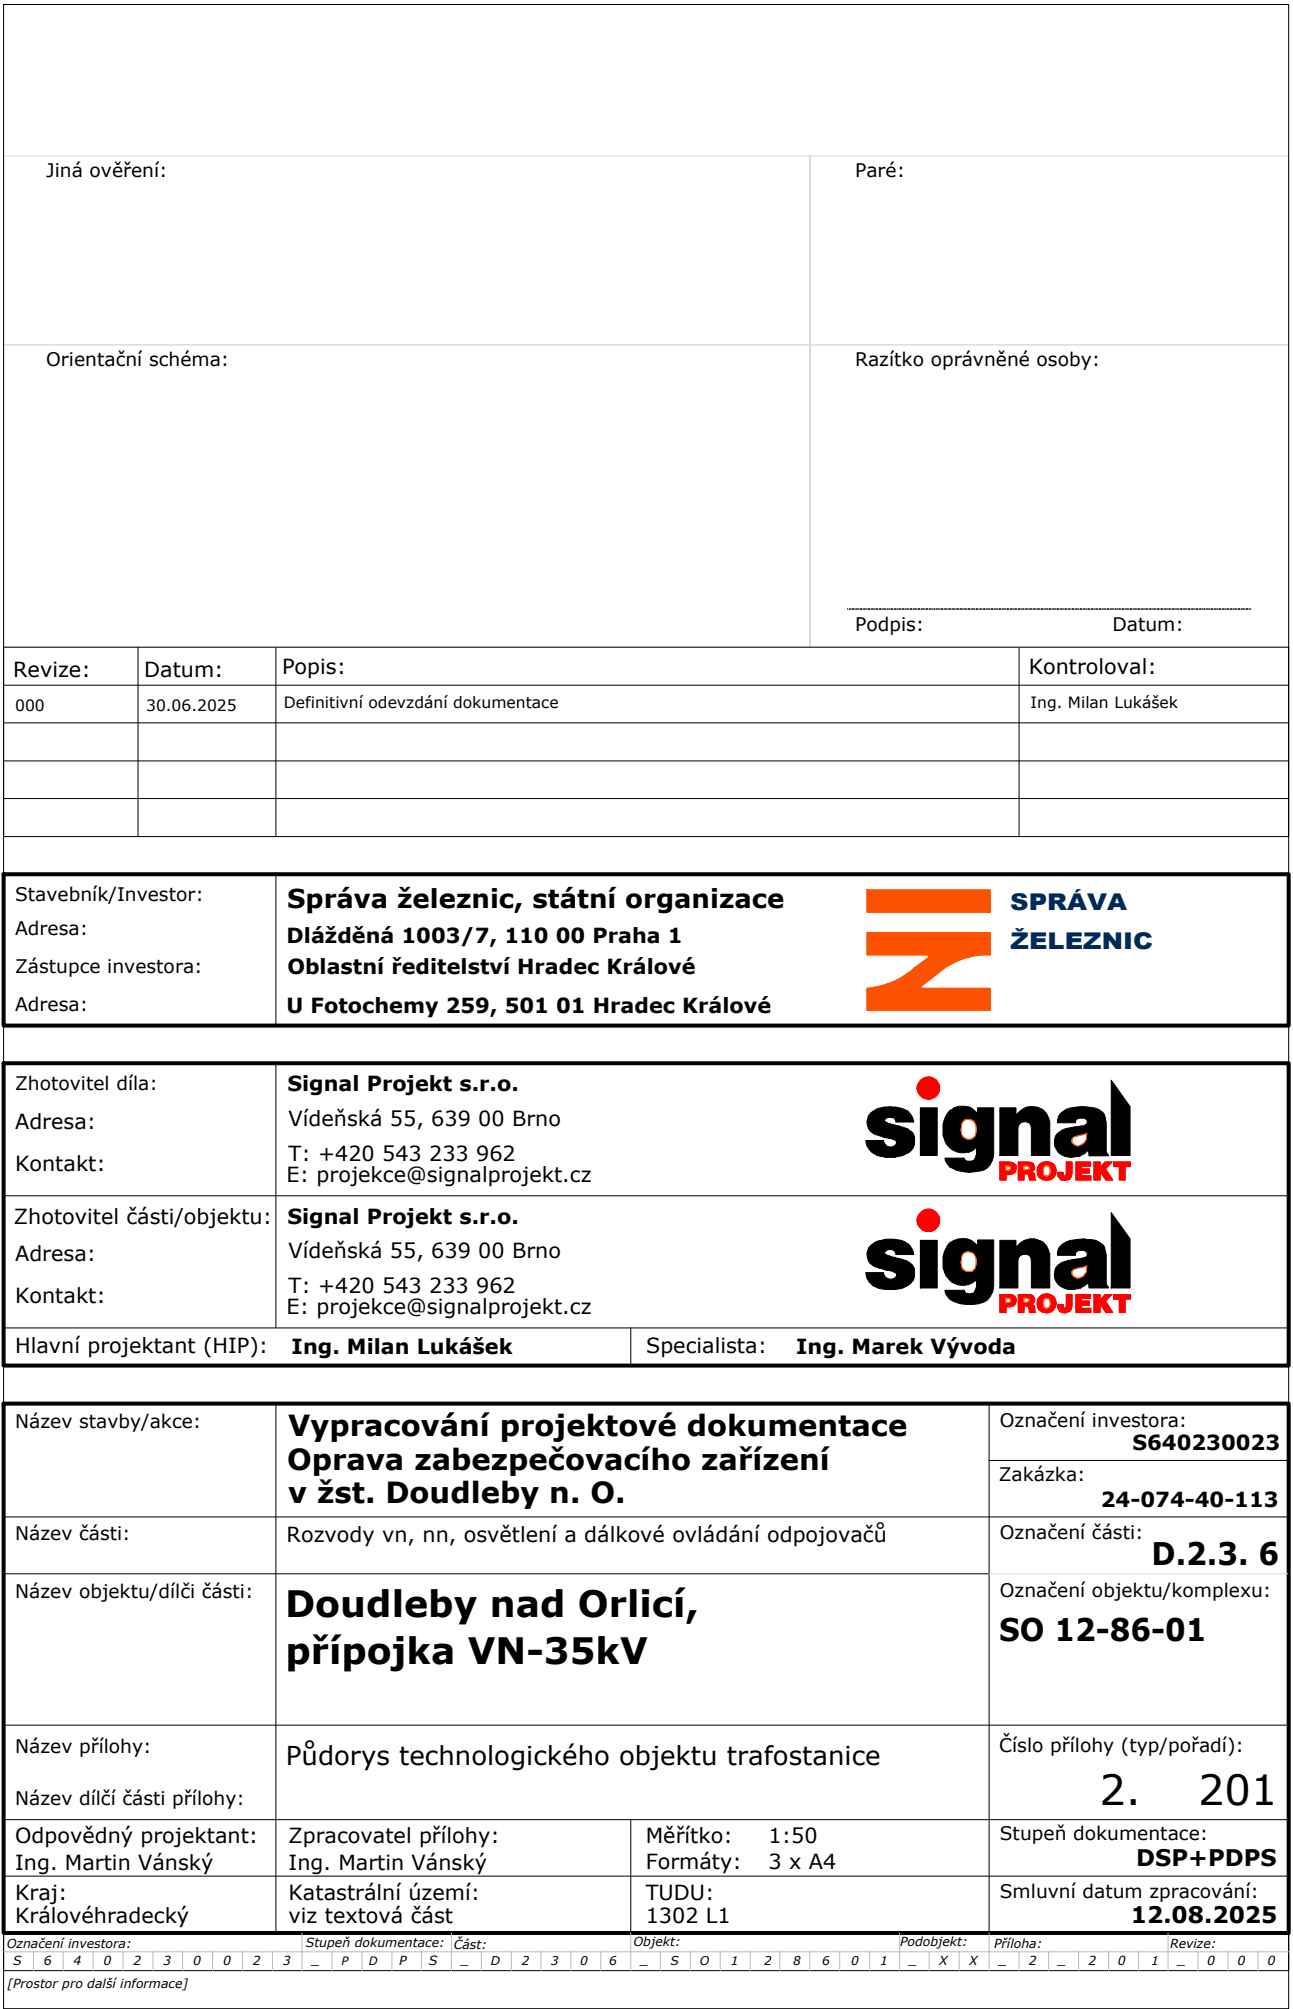 Jiná ověření:
Paré:
Orientační schéma:
Razítko oprávněné osoby:
Podpis: Datum:
Revize: Datum: Popis: Kontroloval:
000 30.06.2025 Definitivní odevzdání dokumentace Ing. Milan Lukášek
Stavebník/Investor: Správa železnic, státní organizace
Adresa: Dlážděná 1003/7, 110 00 Praha 1
Zástupce investora: Oblastní ředitelství Hradec Králové
Adresa: U Fotochemy 259, 501 01 Hradec Králové
SPRÁVA
ŽELEZNIC
Zhotovitel díla: Signal Projekt s.r.o.
Adresa: Vídeňská 55, 639 00 Brno
Kontakt: T: +420 543 233 962
E: projekce@signalprojekt.cz
signal
PROJEKT
Zhotovitel části/objektu: Signal Projekt s.r.o.
Adresa: Vídeňská 55, 639 00 Brno
Kontakt: T: +420 543 233 962
E: projekce@signalprojekt.cz
signal
PROJEKT
Hlavní projektant (HIP): Ing. Milan Lukášek Specialista: Ing. Marek Vývoda
Název stavby/akce: Vypracování projektové dokumentace
Oprava zabezpečovacího zařízení
v žst. Doudleby n. O.
Označení investora:
S640230023
Zakázka:
24-074-40-113
Název části: Rozvody vn, nn, osvětlení a dálkové ovládání odpojovačů
Označení části:
D.2.3. 6
Název objektu/dílči části: Doudleby nad Orlicí,
přípojka VN-35kV
Označení objektu/komplexu:
SO 12-86-01
Název přílohy: Půdorys technologického objektu trafostanice
Název dílčí části přílohy:
Číslo přílohy (typ/pořadí):
2. 201
Odpovědný projektant: Zpracovatel přílohy: Měřítko: 1:50 Stupeň dokumentace:
Ing. Martin Vánský Ing. Martin Vánský Formáty: 3 x A4 DSP+PDPS
Kraj: Katastrální území: TUDU: Smluvní datum zpracování:
Královéhradecký viz textová část 1302 L1 12.08.2025
Označení investora: Stupeň dokumentace: Část: Objekt: Podobjekt: Příloha: Revize:
S 6 4 0 2 3 0 0 2 3 _ P D P S _ D 2 3 0 6 _ S O 1 2 8 6 0 1 _ X X _ 2 _ 2 0 1 _ 0 0 0
[Prostor pro další informace]